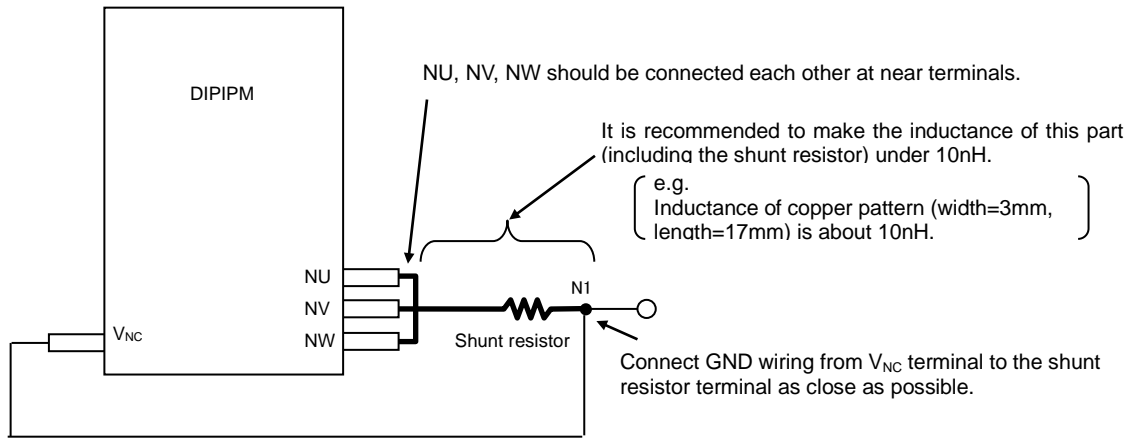 NU, NV, NW should be connected each other at near terminals.
DIPIPM
It is recommended to make the inductance of this part
(including the shunt resistor) under 10nH.
e.g.
Inductance of copper pattern (width=3mm,
length=17mm) is about 10nH.
NU
N1
NV
VNC
NW
Shunt resistor
Connect GND wiring from VNC terminal to the shunt
resistor terminal as close as possible.